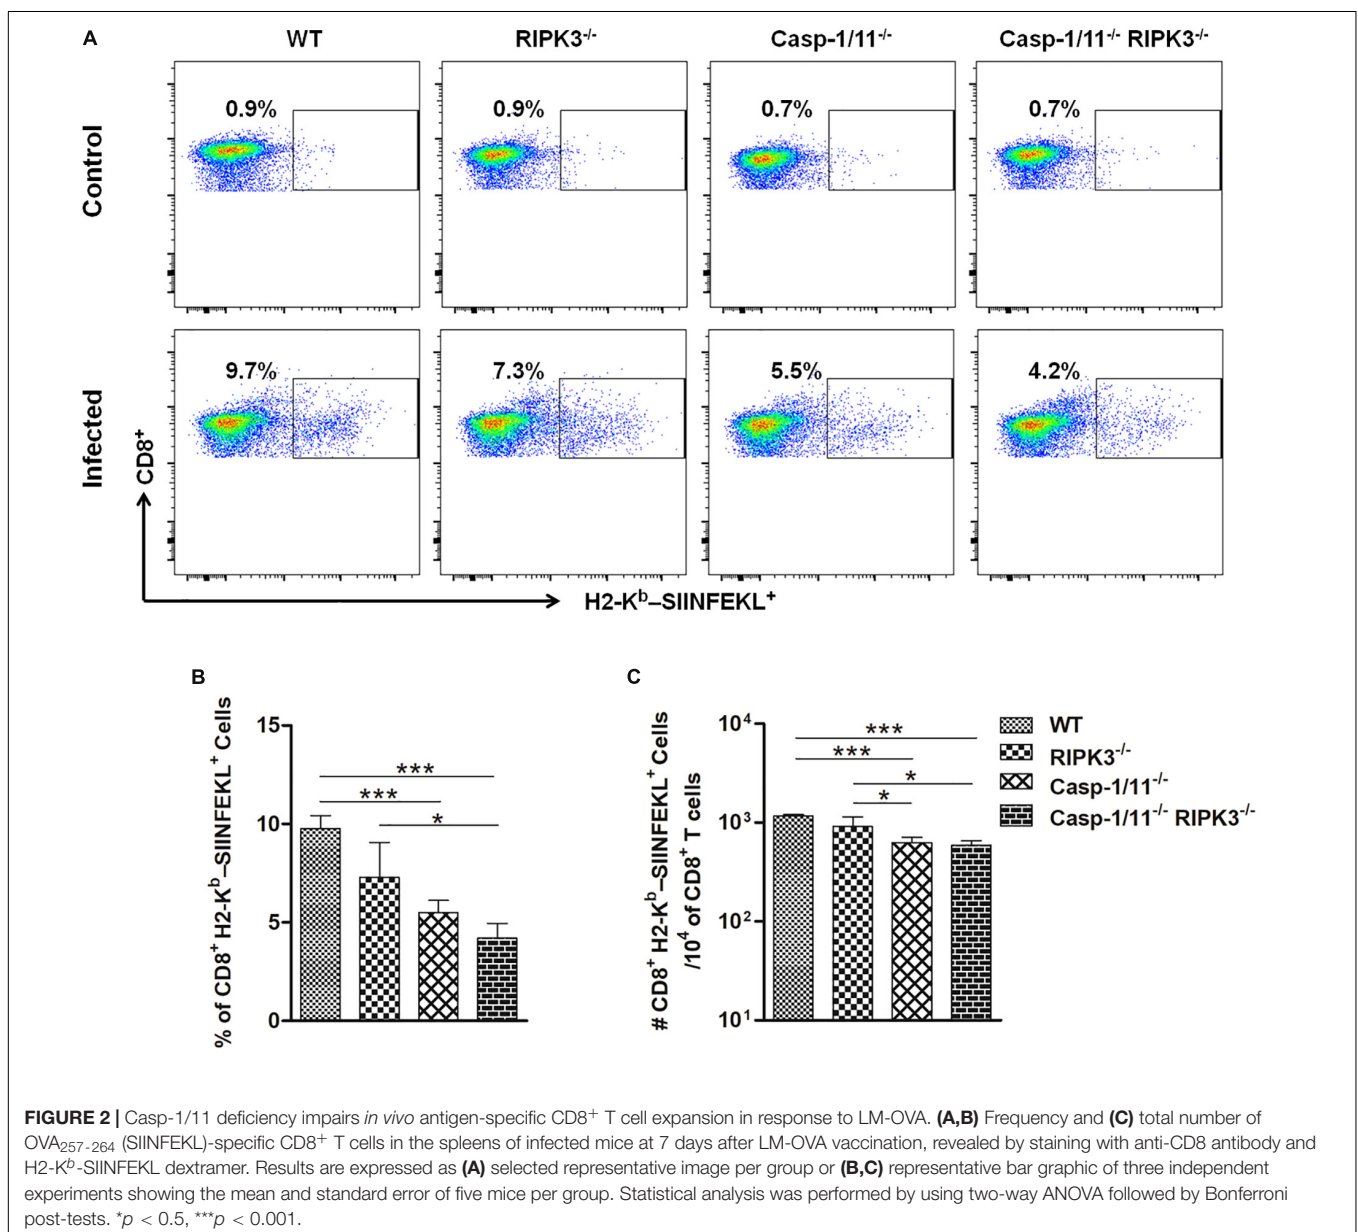 A
WT RIPK3-/- Casp-1/11-/- Casp-1/11-/- RIPK3-/-
Control
0.9% 0.9% 0.7% 0.7%
Infected
9.7% 7.3% 5.5% 4.2%
CD8+
H2-Kb–SIINFEKL+
B
% of CD8+ H2-Kb–SIINFEKL+ Cells
15
10
5
0
***
***
*
C
# CD8+ H2-Kb–SIINFEKL+ Cells
/104 of CD8+ T cells
104
103
102
101
***
***
*
*
WT
RIPK3-/-
Casp-1/11-/-
Casp-1/11-/- RIPK3-/-
FIGURE 2 | Casp-1/11 deficiency impairs in vivo antigen-specific CD8+ T cell expansion in response to LM-OVA. (A,B) Frequency and (C) total number of
OVA257-264 (SIINFEKL)-specific CD8+ T cells in the spleens of infected mice at 7 days after LM-OVA vaccination, revealed by staining with anti-CD8 antibody and
H2-Kb-SIINFEKL dextramer. Results are expressed as (A) selected representative image per group or (B,C) representative bar graphic of three independent
experiments showing the mean and standard error of five mice per group. Statistical analysis was performed by using two-way ANOVA followed by Bonferroni
post-tests. *p < 0.5, ***p < 0.001.